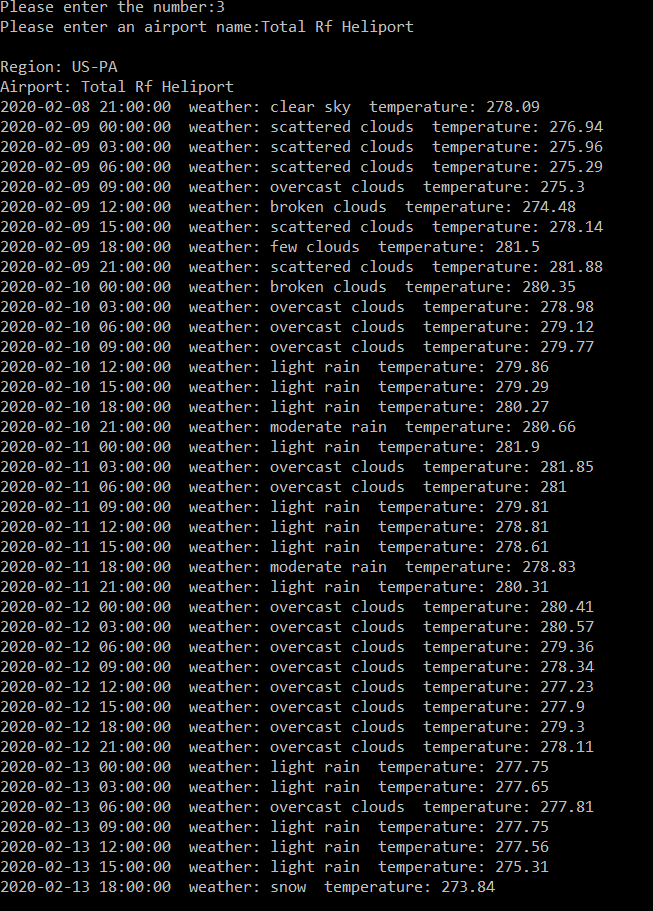 Please enter the number:3
Please enter an airport name:Total Rf Heliport
Region: US-PA
Airport: Total Rf Heliport
2020-02-08 21:00:00  weather: clear sky  temperature: 278.09
2020-02-09 00:00:00  weather: scattered clouds  temperature: 276.94
2020-02-09 03:00:00  weather: scattered clouds  temperature: 275.96
2020-02-09 06:00:00  weather: scattered clouds  temperature: 275.29
2020-02-09 09:00:00  weather: overcast clouds  temperature: 275.3
2020-02-09 12:00:00  weather: broken clouds  temperature: 274.48
2020-02-09 15:00:00  weather: scattered clouds  temperature: 278.14
2020-02-09 18:00:00  weather: few clouds  temperature: 281.5
2020-02-09 21:00:00  weather: scattered clouds  temperature: 281.88
2020-02-10 00:00:00  weather: broken clouds  temperature: 280.35
2020-02-10 03:00:00  weather: overcast clouds  temperature: 278.98
2020-02-10 06:00:00  weather: overcast clouds  temperature: 279.12
2020-02-10 09:00:00  weather: overcast clouds  temperature: 279.77
2020-02-10 12:00:00  weather: light rain  temperature: 279.86
2020-02-10 15:00:00  weather: light rain  temperature: 279.29
2020-02-10 18:00:00  weather: light rain  temperature: 280.27
2020-02-10 21:00:00  weather: moderate rain  temperature: 280.66
2020-02-11 00:00:00  weather: light rain  temperature: 281.9
2020-02-11 03:00:00  weather: overcast clouds  temperature: 281.85
2020-02-11 06:00:00  weather: overcast clouds  temperature: 281
2020-02-11 09:00:00  weather: light rain  temperature: 279.81
2020-02-11 12:00:00  weather: light rain  temperature: 278.81
2020-02-11 15:00:00  weather: light rain  temperature: 278.61
2020-02-11 18:00:00  weather: moderate rain  temperature: 278.83
2020-02-11 21:00:00  weather: light rain  temperature: 280.31
2020-02-12 00:00:00  weather: overcast clouds  temperature: 280.41
2020-02-12 03:00:00  weather: overcast clouds  temperature: 280.57
2020-02-12 06:00:00  weather: overcast clouds  temperature: 279.36
2020-02-12 09:00:00  weather: overcast clouds  temperature: 278.34
2020-02-12 12:00:00  weather: overcast clouds  temperature: 277.23
2020-02-12 15:00:00  weather: overcast clouds  temperature: 277.9
2020-02-12 18:00:00  weather: overcast clouds  temperature: 279.3
2020-02-12 21:00:00  weather: overcast clouds  temperature: 278.11
2020-02-13 00:00:00  weather: light rain  temperature: 277.75
2020-02-13 03:00:00  weather: light rain  temperature: 277.65
2020-02-13 06:00:00  weather: overcast clouds  temperature: 277.81
2020-02-13 09:00:00  weather: light rain  temperature: 277.75
2020-02-13 12:00:00  weather: light rain  temperature: 277.56
2020-02-13 15:00:00  weather: light rain  temperature: 275.31
2020-02-13 18:00:00  weather: snow  temperature: 273.84